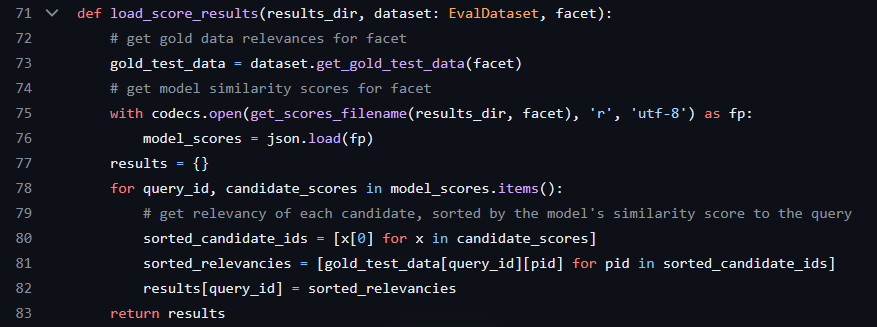 71 def load_score_results(results_dir, dataset: EvalDataset, facet):
72     # get gold data relevances for facet
73     gold_test_data = dataset.get_gold_test_data(facet)
74     # get model similarity scores for facet
75     with codecs.open(get_scores_filename(results_dir, facet), 'r', 'utf-8') as fp:
76         model_scores = json.load(fp)
77     results = {}
78     for query_id, candidate_scores in model_scores.items():
79         # get relevancy of each candidate, sorted by the model's similarity score to the query
80         sorted_candidate_ids = [x[0] for x in candidate_scores]
81         sorted_relevancies = [gold_test_data[query_id][pid] for pid in sorted_candidate_ids]
82         results[query_id] = sorted_relevancies
83     return results